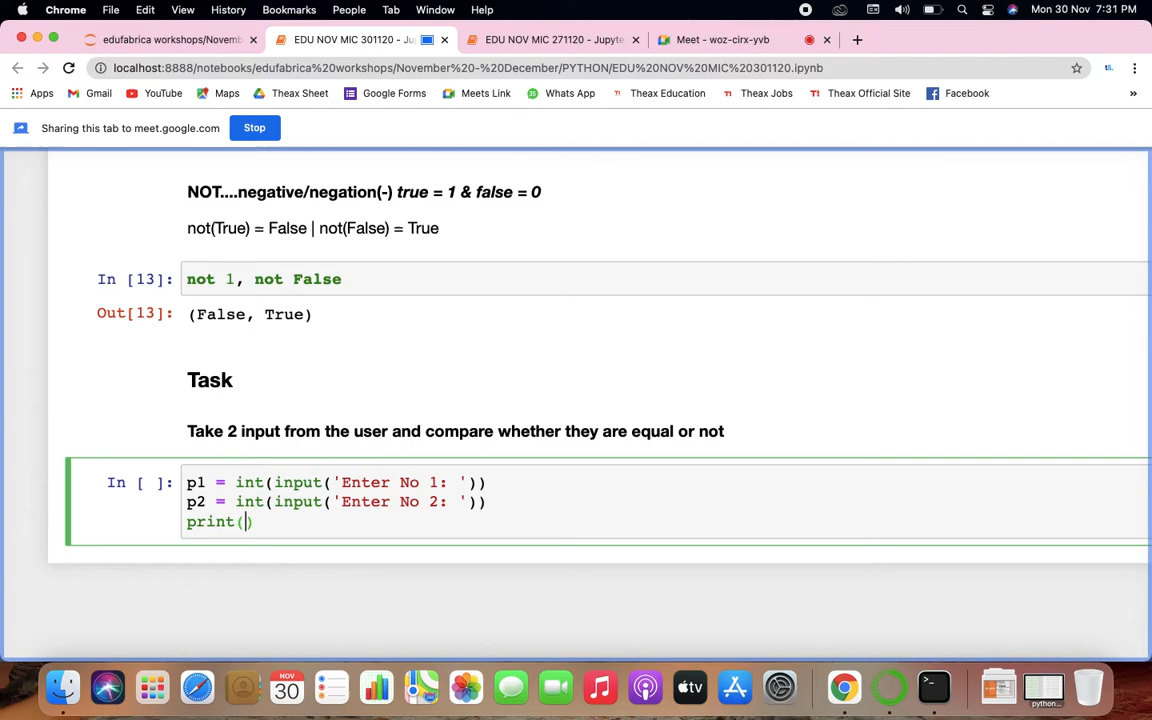 Chrome File Edit View History Bookmarks People Tab Window Help Mon 30 Nov 7:31 PM
edufabrica workshops/Novemb EDU NOV MIC 301120 - Ju EDU NOV MIC 271120 - Jupyte Meet - woz-cirx-yvb
localhost:8888/notebooks/edufabrica%20workshops/November%20-%20December/PYTHON/EDU%20NOV%20MIC%20301120.ipynb
Apps Gmail YouTube Maps Theax Sheet Google Forms Meets Link Whats App Theax Education Theax Jobs Theax Official Site Facebook »
Sharing this tab to meet.google.com Stop
NOT....negative/negation(-) true = 1 & false = 0
not(True) = False | not(False) = True
In [13]: not 1, not False
Out[13]: (False, True)
Task
Take 2 input from the user and compare whether they are equal or not
In [ ]: p1 = int(input('Enter No 1: '))
p2 = int(input('Enter No 2: '))
print()
NOV
30
tv
python...